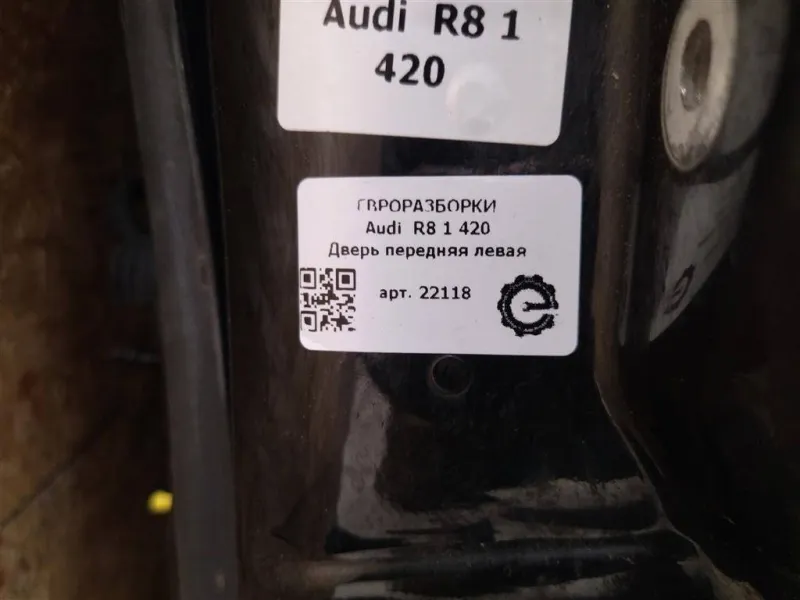 Audi R8 1
420
ЕВРОРАЗБОРКИ
Audi R8 1 420
Дверь передняя левая
арт. 22118